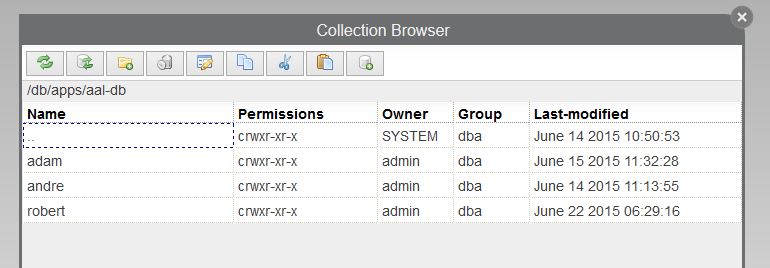 Collection Browser
/db/apps/aal-db
Name Permissions Owner Group Last-modified
.. crwxr-xr-x SYSTEM dba June 14 2015 10:50:53
adam crwxr-xr-x admin dba June 15 2015 11:32:28
andre crwxr-xr-x admin dba June 14 2015 11:13:55
robert crwxr-xr-x admin dba June 22 2015 06:29:16